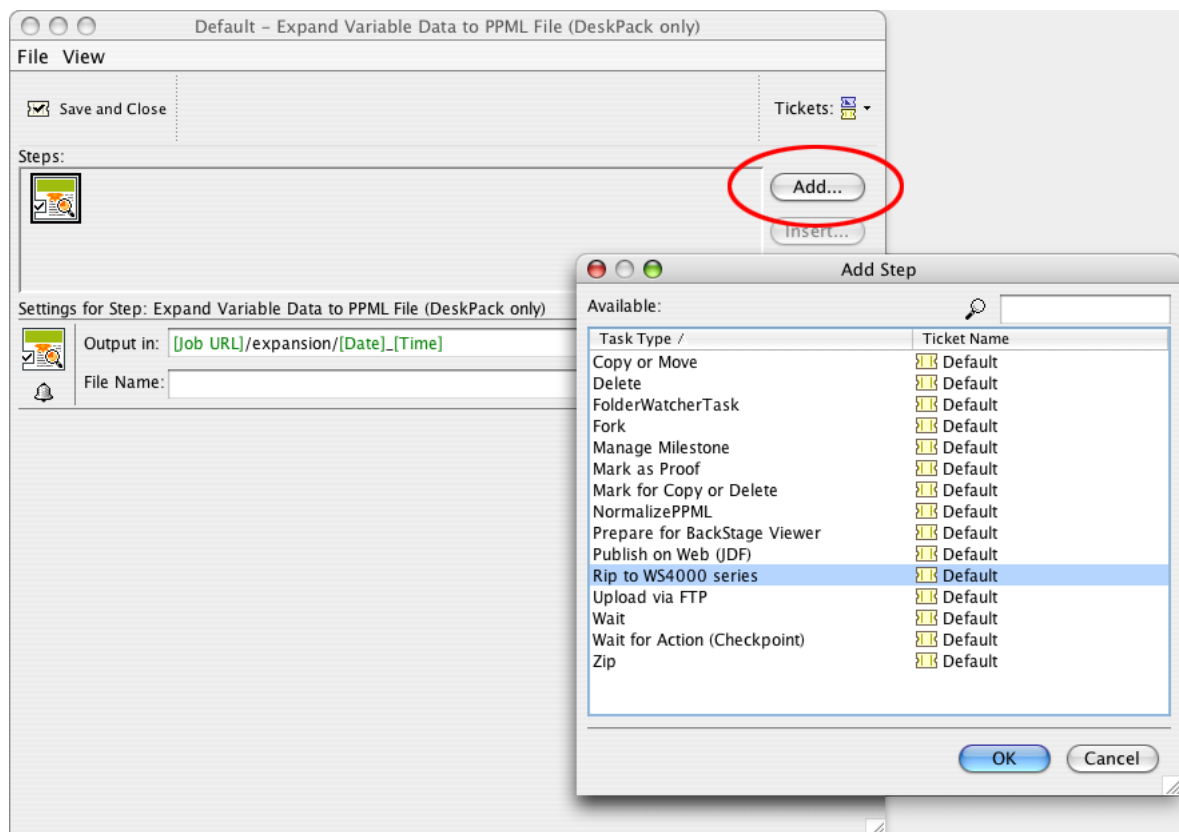 Default – Expand Variable Data to PPML File (DeskPack only)
File View
Save and Close
Tickets:
Steps:
Add...
Insert...
Add Step
Settings for Step: Expand Variable Data to PPML File (DeskPack only)
Output in: [Job URL]/expansion/[Date]_[Time]
File Name:
Available:
Task Type / Ticket Name
Copy or Move Default
Delete Default
FolderWatcherTask Default
Fork Default
Manage Milestone Default
Mark as Proof Default
Mark for Copy or Delete Default
NormalizePPML Default
Prepare for BackStage Viewer Default
Publish on Web (JDF) Default
Rip to WS4000 series Default
Upload via FTP Default
Wait Default
Wait for Action (Checkpoint) Default
Zip Default
OK Cancel